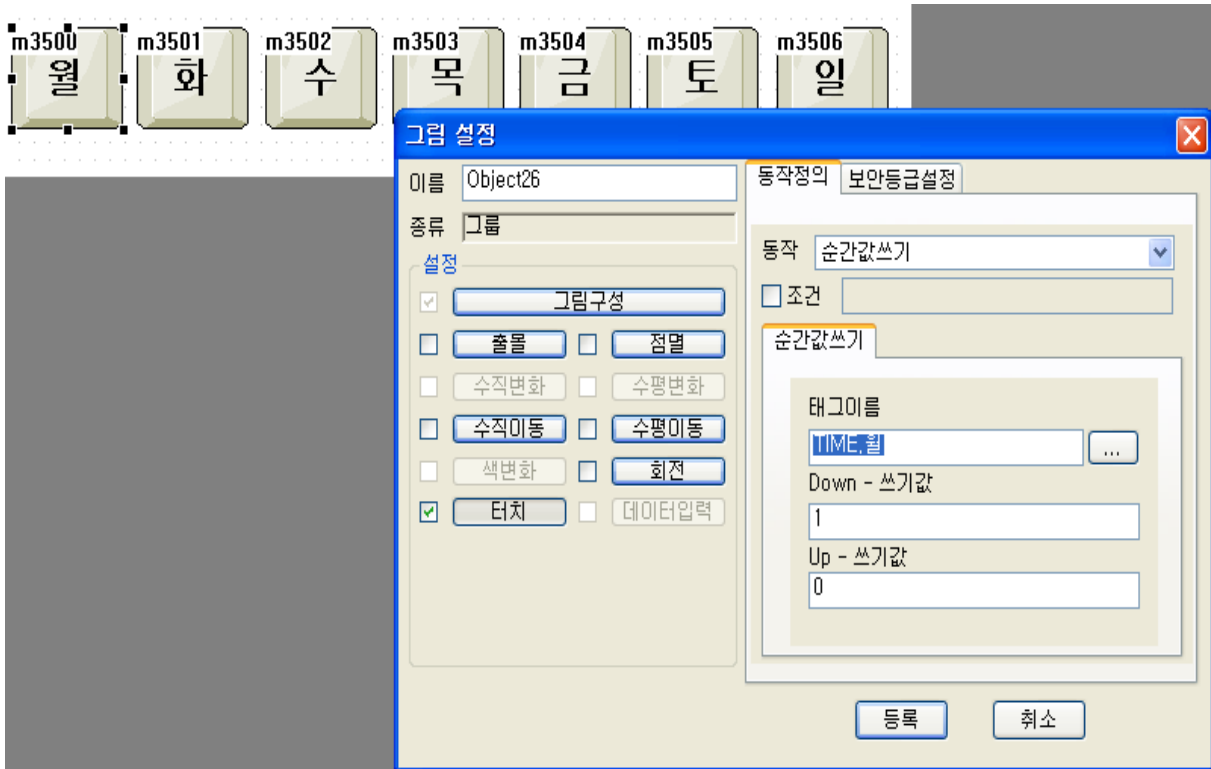 m3500 m3501 m3502 m3503 m3504 m3505 m3506
월 화 수 목 금 토 일
그림 설정
이름 Object26
종류 그룹
설정
그림구성
출몰 점멸
수직변화 수평변화
수직이동 수평이동
색변화 회전
터치 데이터입력
동작정의 보안등급설정
동작 순간값쓰기
조건
순간값쓰기
태그이름
TIME.월 ...
Down - 쓰기값
1
Up - 쓰기값
0
등록 취소